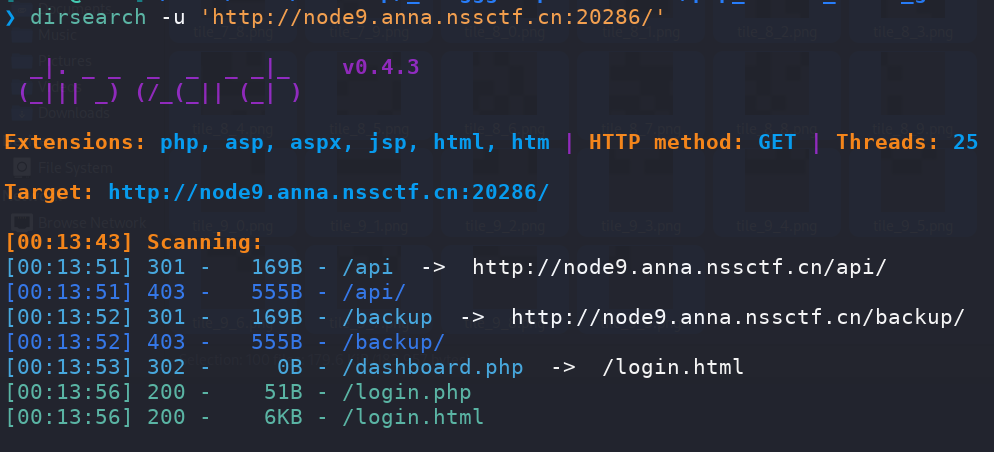 ❯ dirsearch -u 'http://node9.anna.nssctf.cn:20286/'
  _|. _ _  _  _  _ _|_    v0.4.3
 (_||| _) (/_(_|| (_| )
Extensions: php, asp, aspx, jsp, html, htm | HTTP method: GET | Threads: 25
Target: http://node9.anna.nssctf.cn:20286/
[00:13:43] Scanning:
[00:13:51] 301 -   169B - /api  ->  http://node9.anna.nssctf.cn/api/
[00:13:51] 403 -   555B - /api/
[00:13:52] 301 -   169B - /backup  ->  http://node9.anna.nssctf.cn/backup/
[00:13:52] 403 -   555B - /backup/
[00:13:53] 302 -     0B - /dashboard.php  ->  /login.html
[00:13:56] 200 -    51B - /login.php
[00:13:56] 200 -    6KB - /login.html